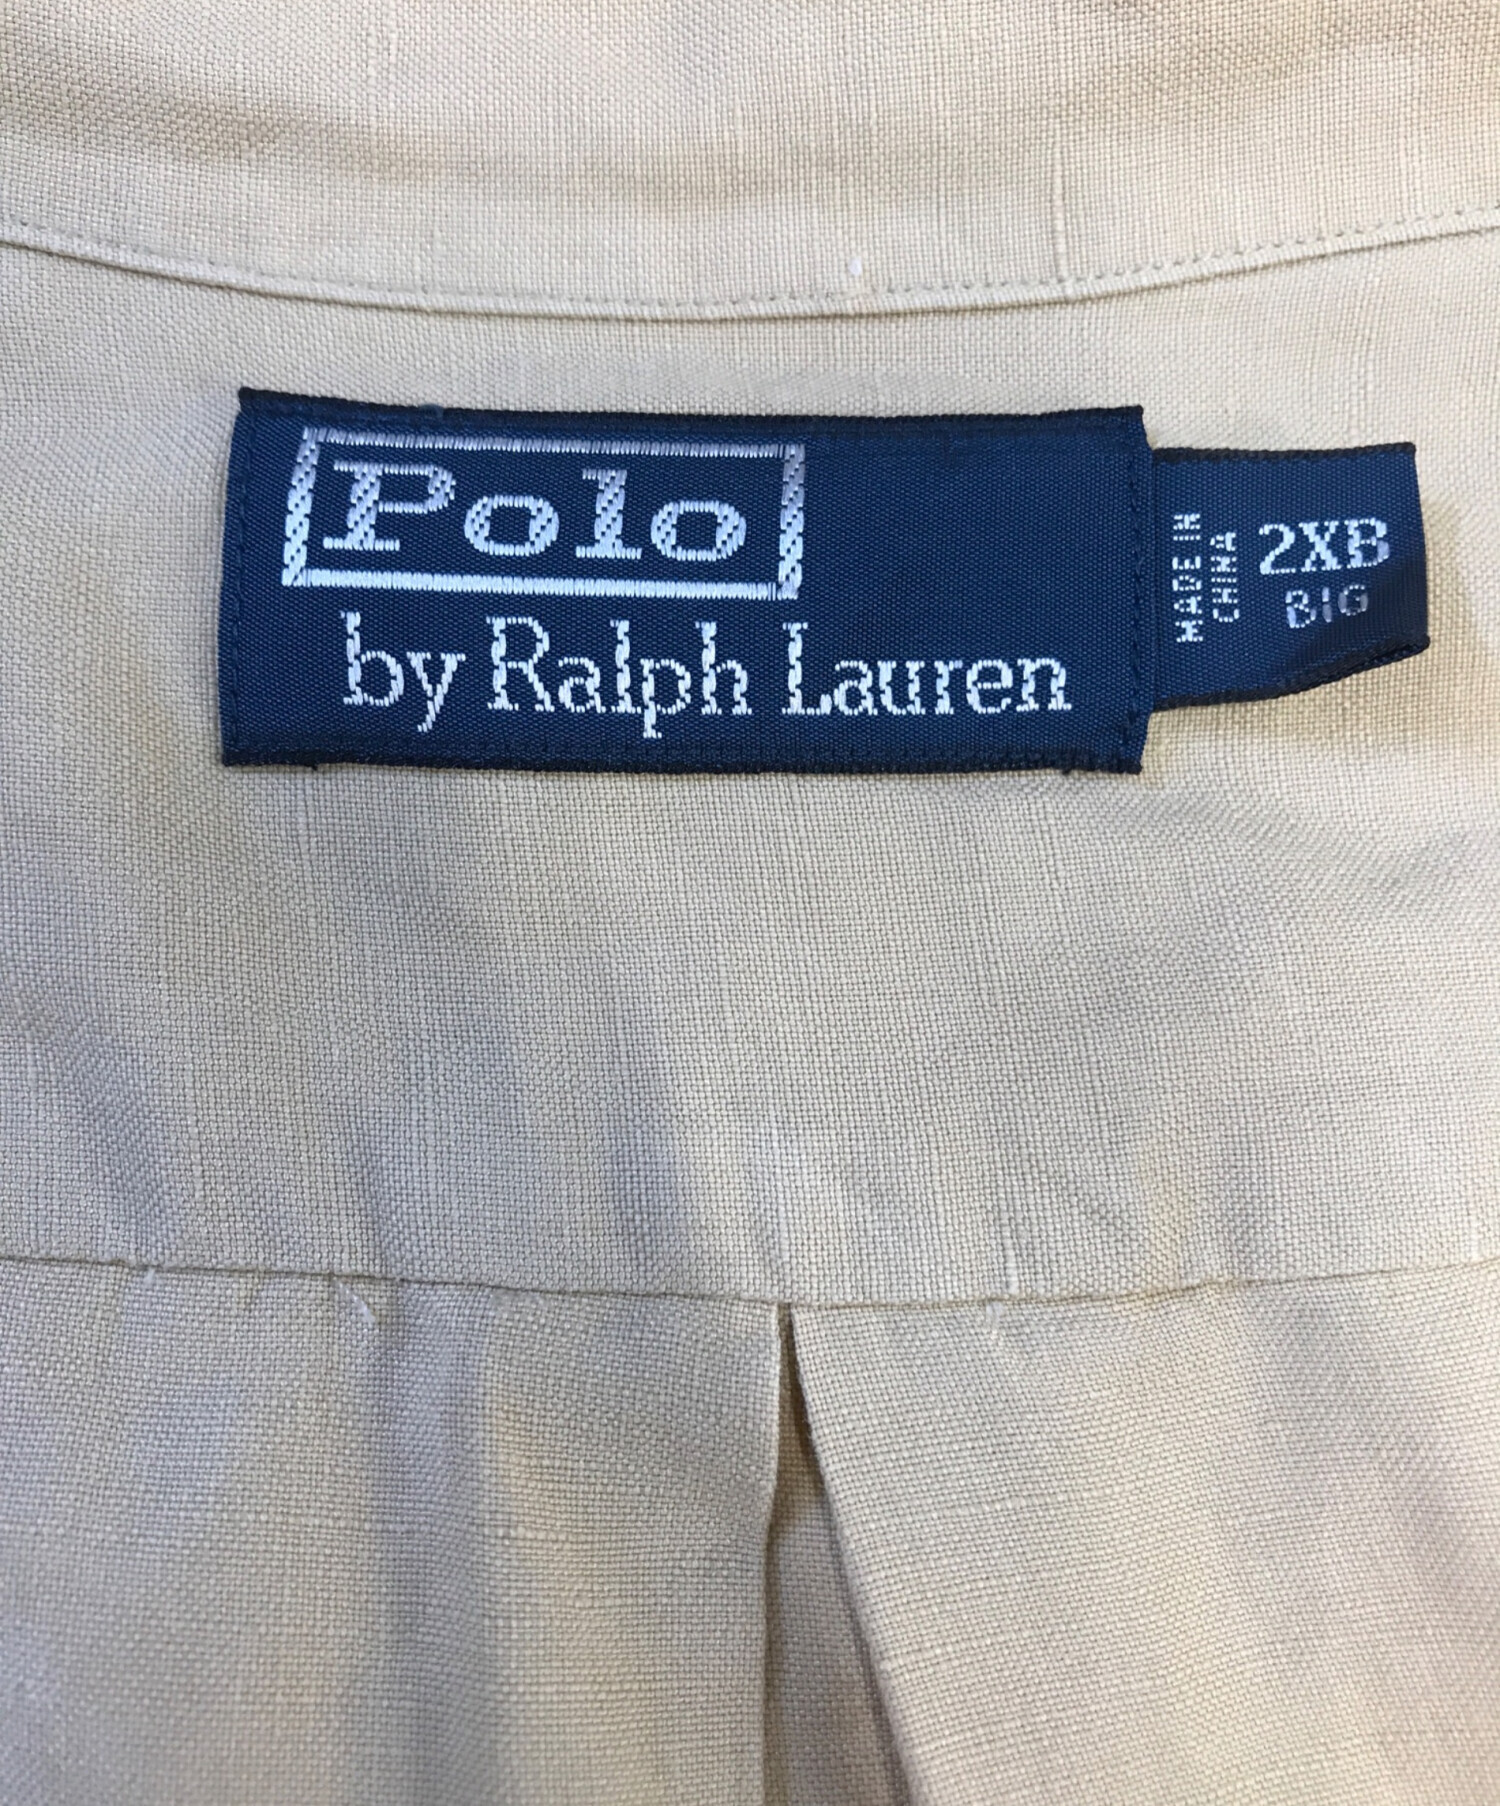 Polo
by Ralph Lauren
MADE IN
CHINA
2XB
BIG